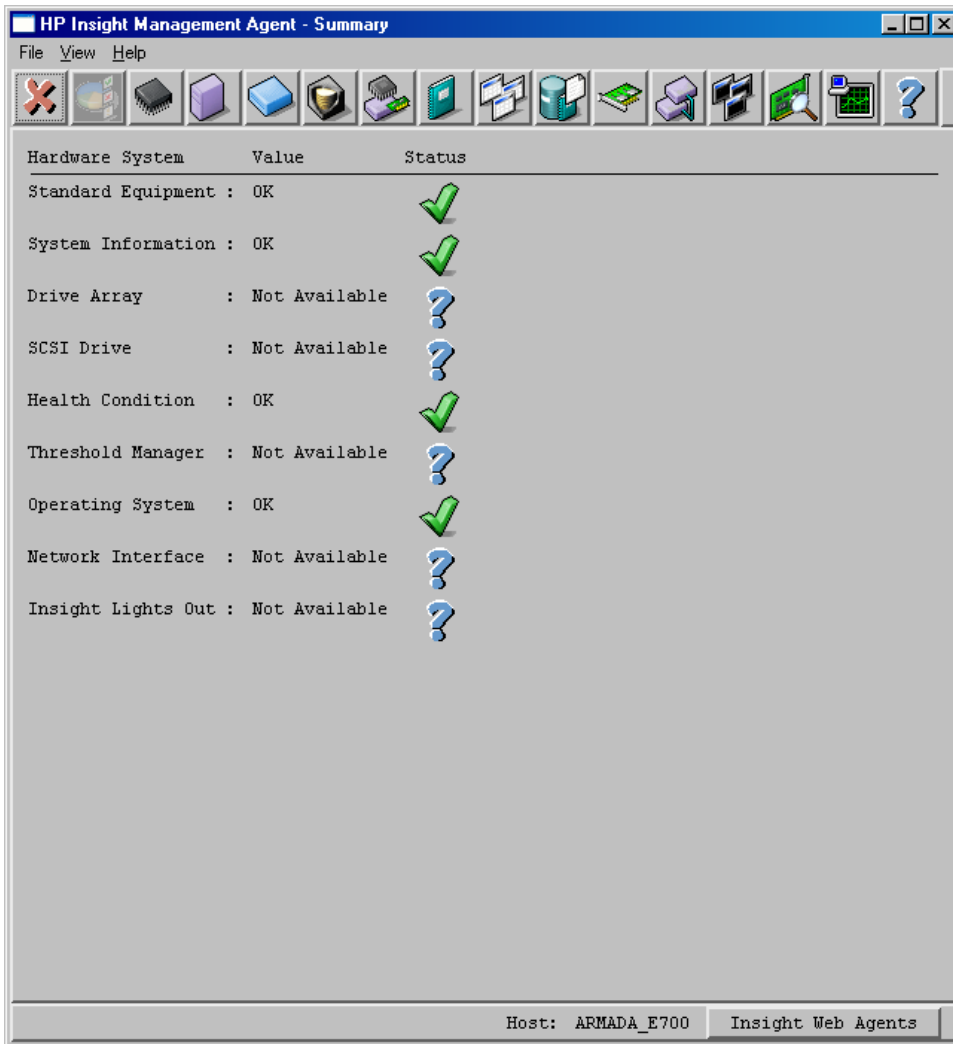 HP Insight Management Agent - Summary
File View Help
Hardware System Value Status
Standard Equipment : OK
System Information : OK
Drive Array : Not Available
SCSI Drive : Not Available
Health Condition : OK
Threshold Manager : Not Available
Operating System : OK
Network Interface : Not Available
Insight Lights Out : Not Available
Host: ARMADA_E700 Insight Web Agents